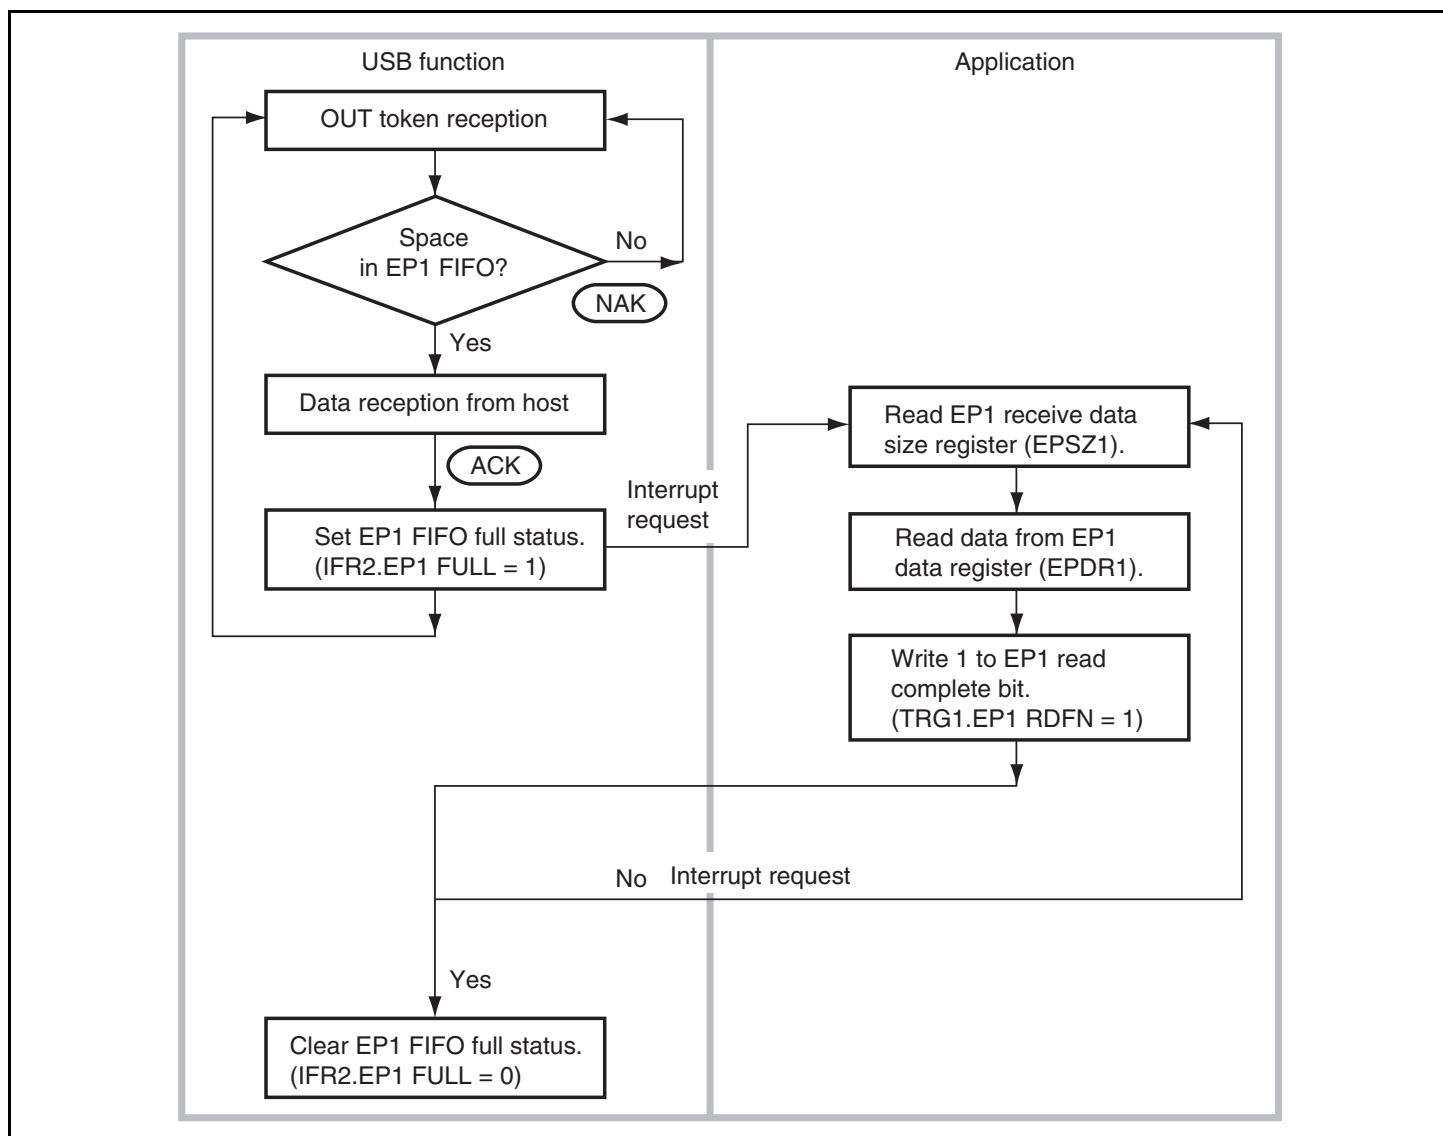 USB function
Application
OUT token reception
Space
in EP1 FIFO?
No
NAK
Yes
Data reception from host
ACK
Set EP1 FIFO full status.
(IFR2.EP1 FULL = 1)
Interrupt
request
Read EP1 receive data
size register (EPSZ1).
Read data from EP1
data register (EPDR1).
Write 1 to EP1 read
complete bit.
(TRG1.EP1 RDFN = 1)
No Interrupt request
Yes
Clear EP1 FIFO full status.
(IFR2.EP1 FULL = 0)